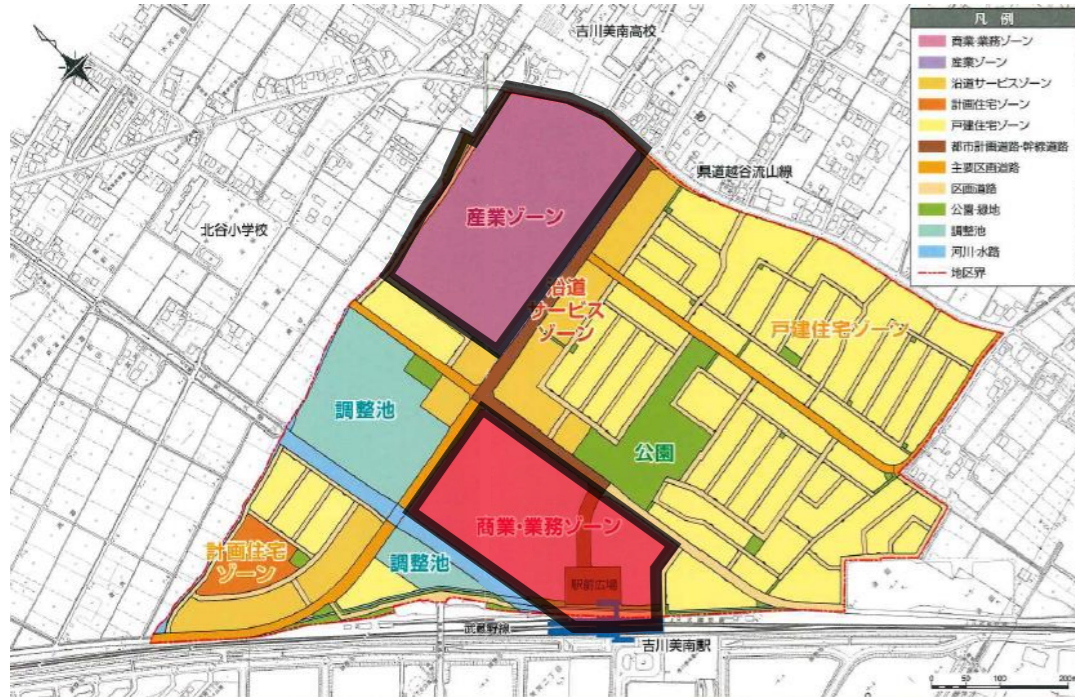 吉川美南高校
凡 例
商業・業務ゾーン
産業ゾーン
沿道サービスゾーン
計画住宅ゾーン
戸建住宅ゾーン
都市計画道路・幹線道路
主要区画道路
区画道路
公園・緑地
調整池
河川・水路
地区界
県道越谷流山線
北谷小学校
産業ゾーン
沿道
サービス
ゾーン
戸建住宅ゾーン
調整池
公園
商業・業務ゾーン
計画住宅
ゾーン
調整池
駅前広場
武蔵野線
吉川美南駅
0 50 100 200m